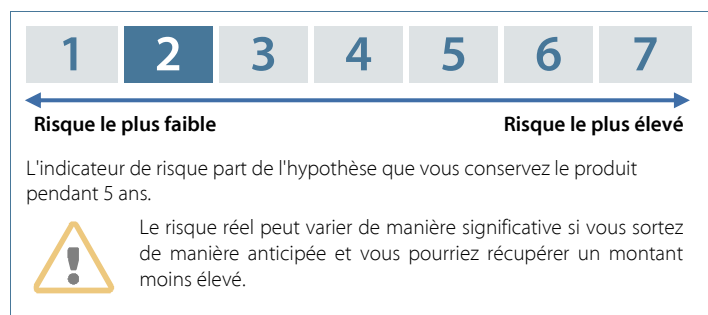 1 2 3 4 5 6 7
Risque le plus faible Risque le plus élevé
L'indicateur de risque part de l'hypothèse que vous conservez le produit
pendant 5 ans.
Le risque réel peut varier de manière significative si vous sortez
de manière anticipée et vous pourriez récupérer un montant
moins élevé.